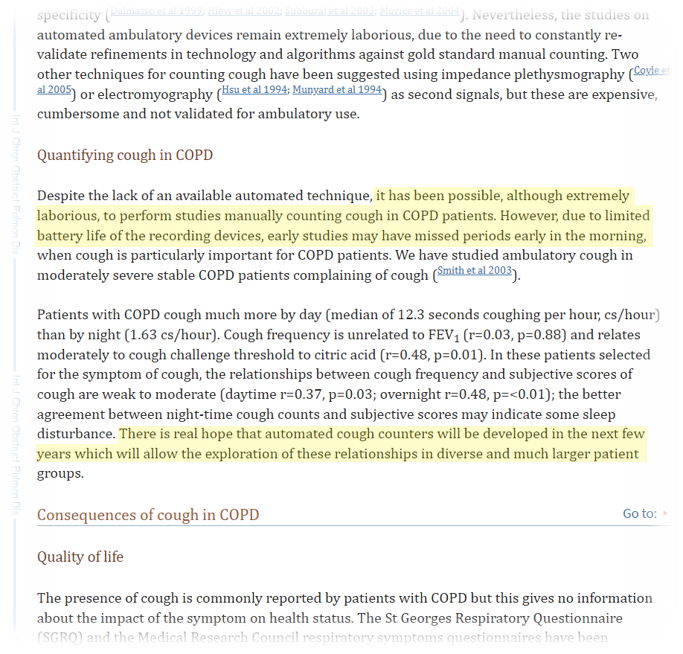 specificity (Dalmasso et al 1999; Hiew et al 2002; Subburaj et al 2003; Morice et al 2004). Nevertheless, the studies on
automated ambulatory devices remain extremely laborious, due to the need to constantly re-
validate refinements in technology and algorithms against gold standard manual counting. Two
other techniques for counting cough have been suggested using impedance plethysmography (Coyle et
al 2005) or electromyography (Hsu et al 1994; Munyard et al 1994) as second signals, but these are expensive,
cumbersome and not validated for ambulatory use.
Quantifying cough in COPD
Despite the lack of an available automated technique, it has been possible, although extremely
laborious, to perform studies manually counting cough in COPD patients. However, due to limited
battery life of the recording devices, early studies may have missed periods early in the morning,
when cough is particularly important for COPD patients. We have studied ambulatory cough in
moderately severe stable COPD patients complaining of cough (Smith et al 2003).
Patients with COPD cough much more by day (median of 12.3 seconds coughing per hour, cs/hour)
than by night (1.63 cs/hour). Cough frequency is unrelated to FEV₁ (r=0.03, p=0.88) and relates
moderately to cough challenge threshold to citric acid (r=0.48, p=0.01). In these patients selected
for the symptom of cough, the relationships between cough frequency and subjective scores of
cough are weak to moderate (daytime r=0.37, p=0.03; overnight r=0.48, p=<0.01); the better
agreement between night-time cough counts and subjective scores may indicate some sleep
disturbance. There is real hope that automated cough counters will be developed in the next few
years which will allow the exploration of these relationships in diverse and much larger patient
groups.
Consequences of cough in COPD Go to:
Quality of life
The presence of cough is commonly reported by patients with COPD but this gives no information
about the impact of the symptom on health status. The St Georges Respiratory Questionnaire
(SGRQ) and the Medical Research Council respiratory symptoms questionnaires have been
Int J Chron Obstruct Pulmon Dis
Int J Chron Obstruct Pulmon Dis